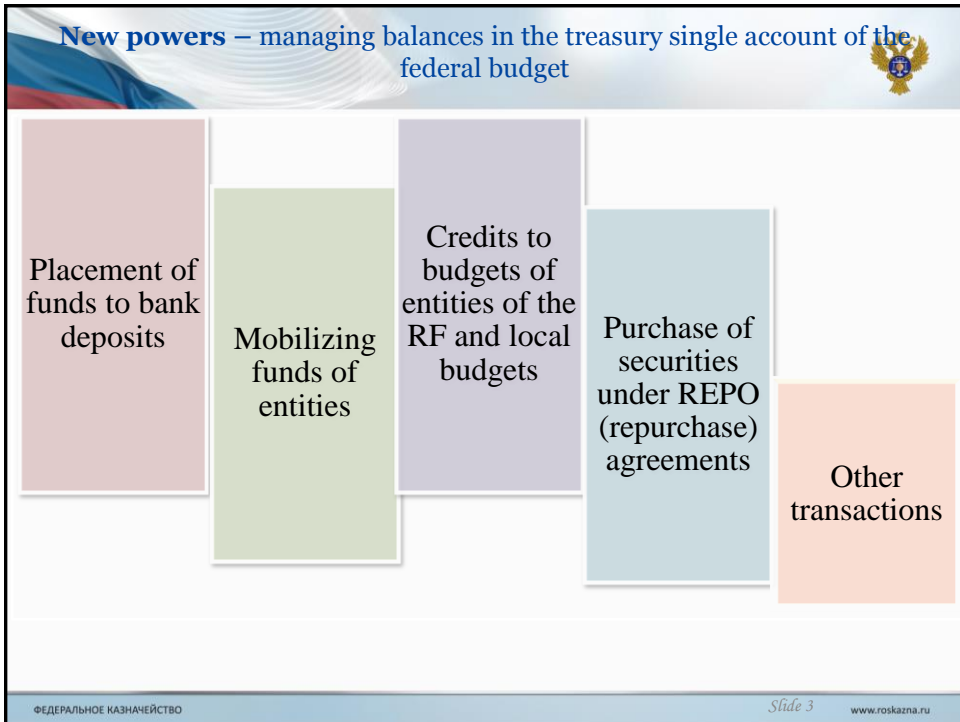 New powers – managing balances in the treasury single account of the
federal budget
Placement of
funds to bank
deposits
Mobilizing
funds of
entities
Credits to
budgets of
entities of the
RF and local
budgets
Purchase of
securities
under REPO
(repurchase)
agreements
Other
transactions
ФЕДЕРАЛЬНОЕ КАЗНАЧЕЙСТВО
Slide 3
www.roskazna.ru